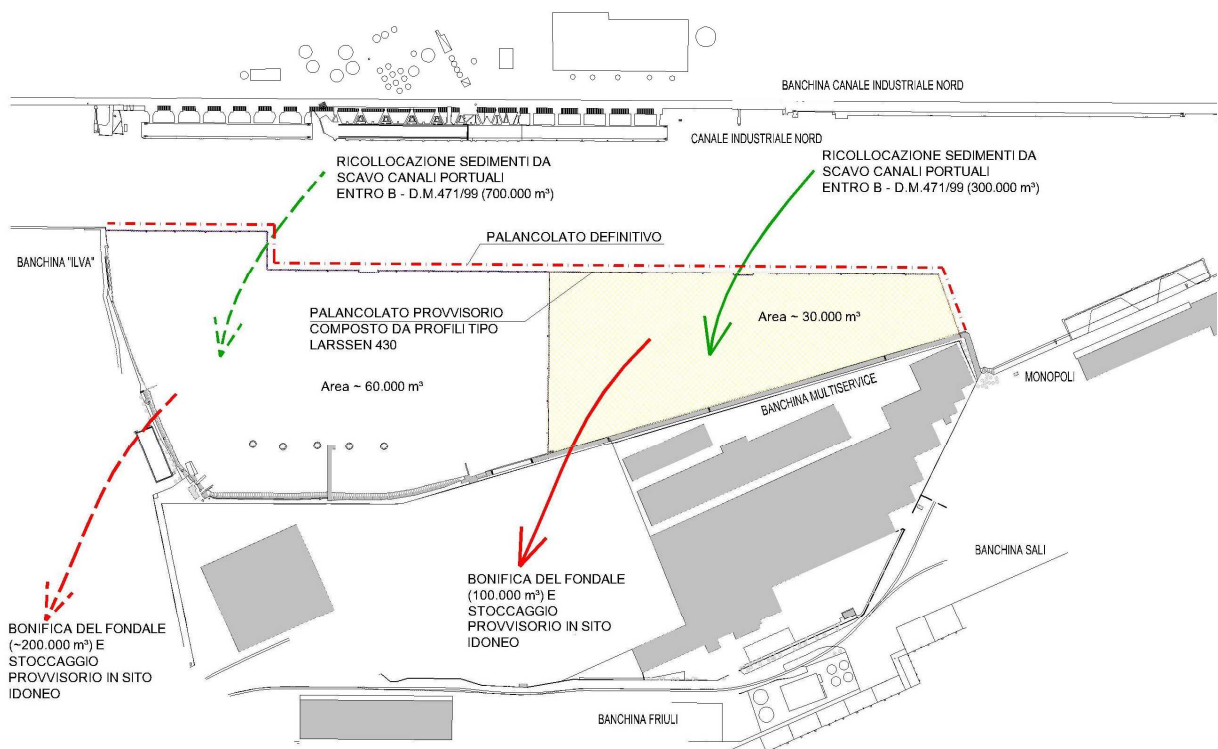 BANCHINA CANALE INDUSTRIALE NORD
CANALE INDUSTRIALE NORD
RICOLLOCAZIONE SEDIMENTI DA
SCAVO CANALI PORTUALI
ENTRO B - D.M.471/99 (700.000 m³)
RICOLLOCAZIONE SEDIMENTI DA
SCAVO CANALI PORTUALI
ENTRO B - D.M.471/99 (300.000 m³)
PALANCOLATO DEFINITIVO
BANCHINA "ILVA"
PALANCOLATO PROVVISORIO
COMPOSTO DA PROFILI TIPO
LARSSEN 430
Area ~ 30.000 m³
Area ~ 60.000 m³
MONOPOLI
BANCHINA MULTISERVICE
BANCHINA SALI
BONIFICA DEL FONDALE
(100.000 m³) E
STOCCAGGIO
PROVVISORIO IN SITO
IDONEO
BONIFICA DEL FONDALE
(~200.000 m³) E
STOCCAGGIO
PROVVISORIO IN SITO
IDONEO
BANCHINA FRIULI